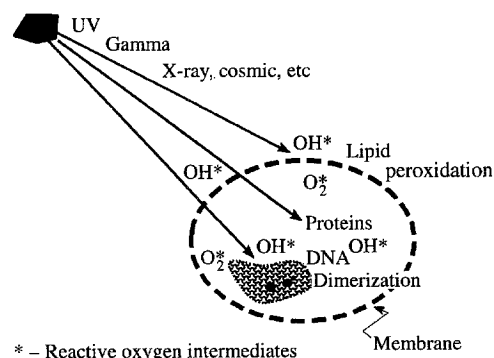 UV
Gamma
X-ray, cosmic, etc
OH* Lipid
peroxidation
OH*
O₂*
Proteins
OH* DNA OH*
O₂*
Dimerization
Membrane
* – Reactive oxygen intermediates